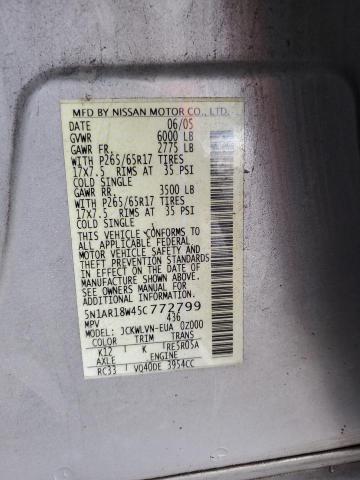 MFD BY NISSAN MOTOR CO., LTD.
DATE 06/05
GVWR 6000 LB
GAWR FR. 2775 LB
WITH P265/65R17 TIRES
17X7.5 RIMS AT 35 PSI
COLD SINGLE
GAWR RR. 3500 LB
WITH P265/65R17 TIRES
17X7.5 RIMS AT 35 PSI
COLD SINGLE
THIS VEHICLE CONFORMS TO
ALL APPLICABLE FEDERAL
MOTOR VEHICLE SAFETY AND
THEFT PREVENTION STANDARDS IN
EFFECT ON THE DATE OF MFR
SHOWN ABOVE.
SEE OWNERS MANUAL FOR
ADDITIONAL INFORMATION
5N1AR18W45C772799
MPV 436
MODEL: JCKWLVN-EUA 0Z000
COLOR TRIM TRANS
K12 K RE5R05A
AXLE ENGINE
RC33 VQ40DE 3954CC